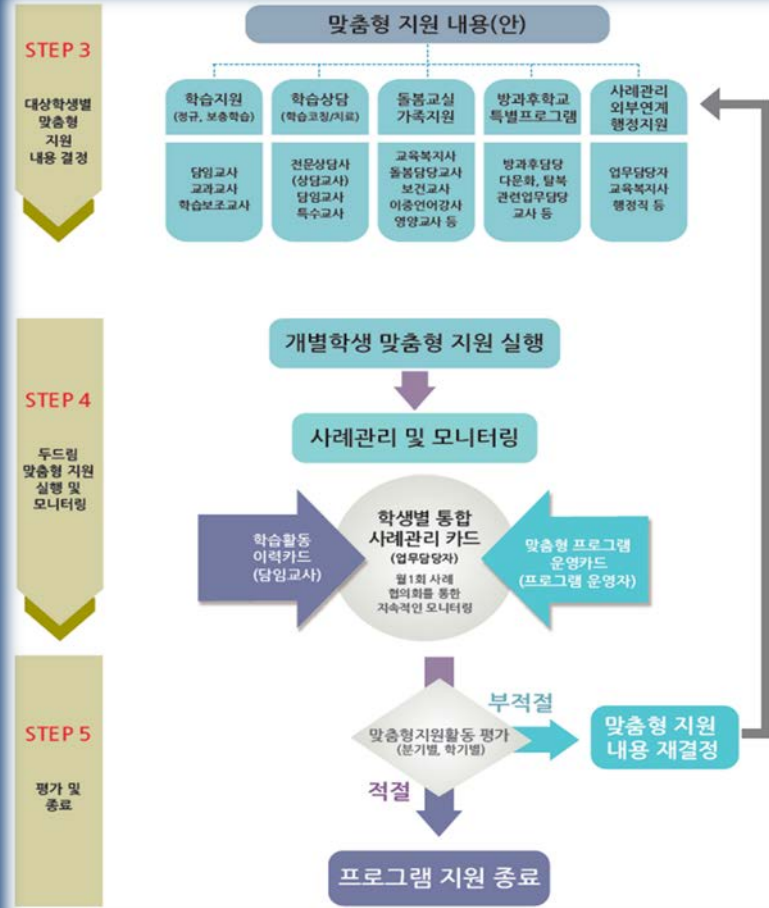 STEP 3
대상학생별
맞춤형
지원
내용 결정
맞춤형 지원 내용(안)
학습지원
(정규, 보충학습)
담임교사
교과교사
학습보조교사
학습상담
(학습코칭/치료)
전문상담사
(상담교사)
담임교사
특수교사
돌봄교실
가족지원
교육복지사
돌봄담당교사
보건교사
이중언어강사
영양교사 등
방과후학교
특별프로그램
방과후담당
다문화, 탈북
관련업무담당
교사 등
사례관리
외부연계
행정지원
업무담당자
교육복지사
행정직 등
STEP 4
두드림
맞춤형 지원
실행 및
모니터링
개별학생 맞춤형 지원 실행
사례관리 및 모니터링
학습활동
이력카드
(담임교사)
학생별 통합
사례관리 카드
(업무담당자)
월1회 사례
협의회를 통한
지속적인 모니터링
맞춤형 프로그램
운영카드
(프로그램 운영자)
STEP 5
평가 및
종료
맞춤형지원활동 평가
(분기별, 학기별)
부적절
맞춤형 지원
내용 재결정
적절
프로그램 지원 종료